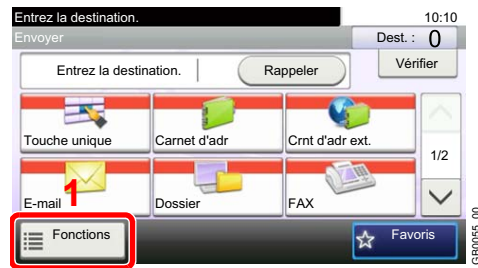 Entrez la destination.
10:10
Envoyer
Dest. : 0
Entrez la destination.
Rappeler
Vérifier
Touche unique
Carnet d'adr
Crnt d'adr ext.
1/2
E-mail
1
Dossier
FAX
Fonctions
Favoris
GB0055_00